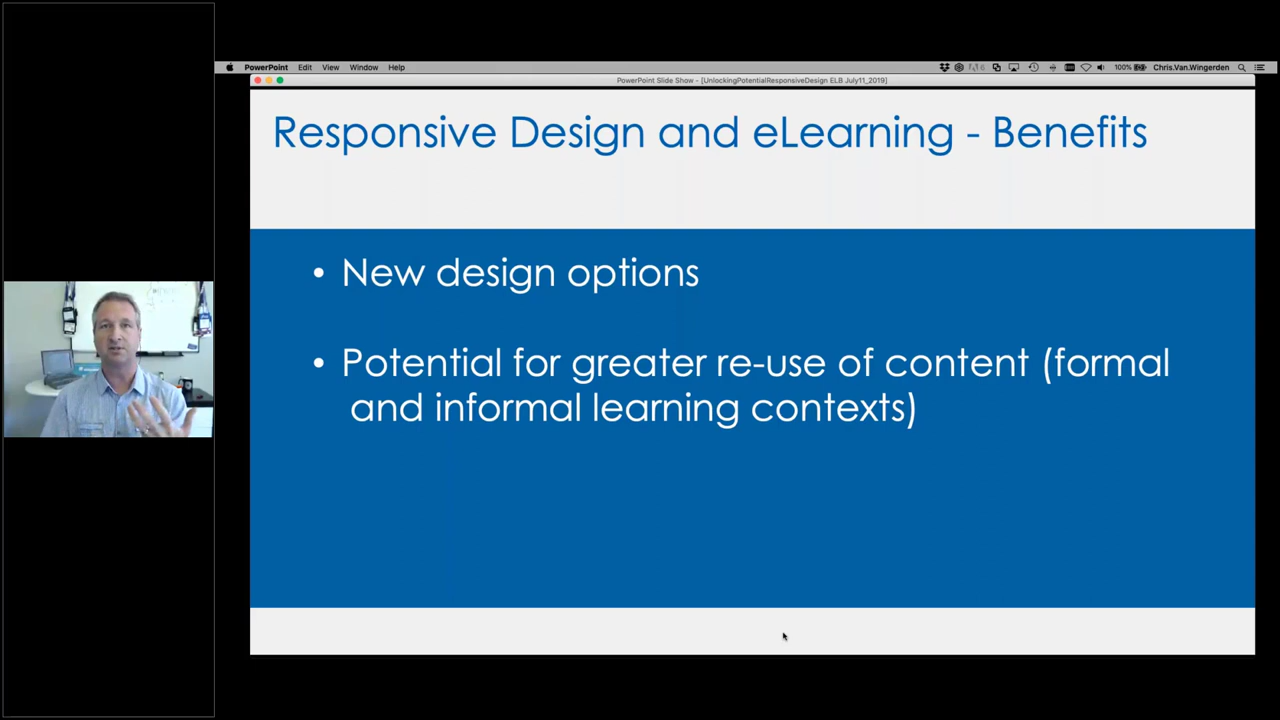 PowerPoint Edit View Window Help 100% Chris.Van.Wingerden
PowerPoint Slide Show - [UnlockingPotentialResponsiveDesign ELB July11_2019]
Responsive Design and eLearning - Benefits
• New design options
• Potential for greater re-use of content (formal
and informal learning contexts)